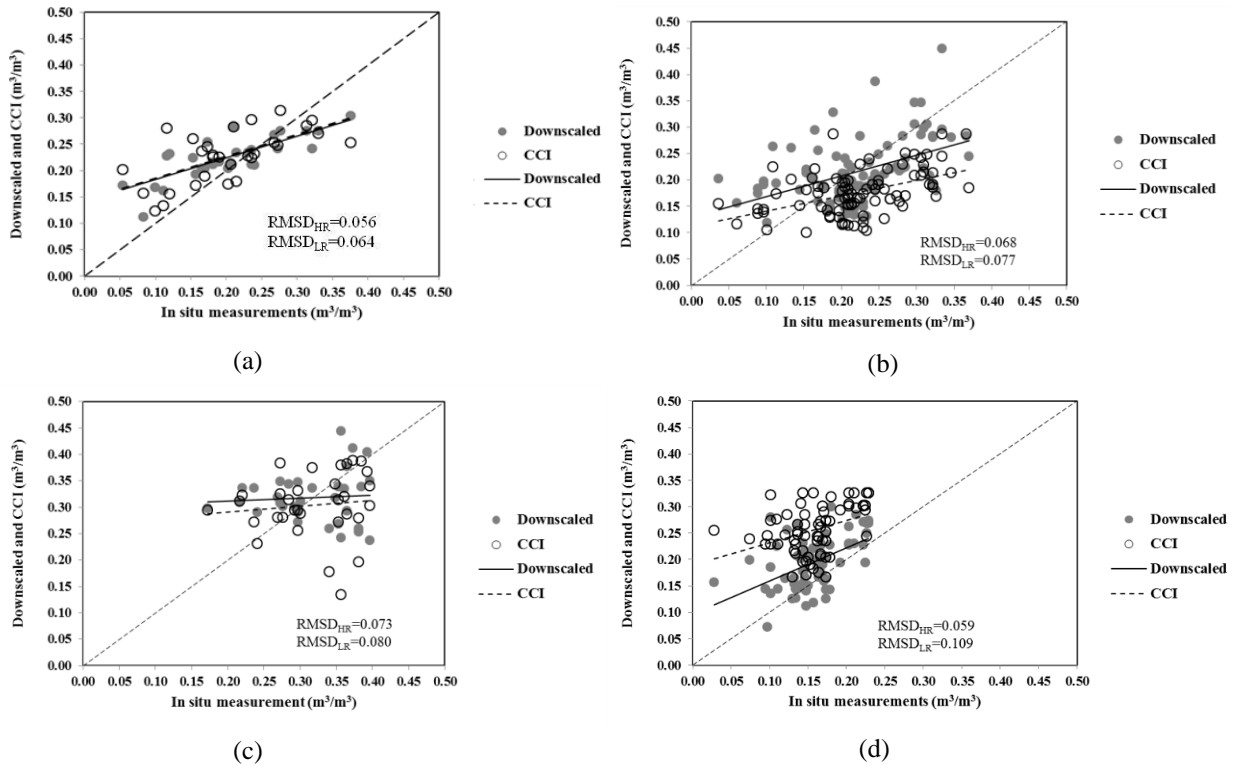 0.50
0.45
0.40
0.35
0.30
0.25
0.20
0.15
0.10
0.05
0.00
Downscaled and CCI (m³/m³)
RMSD_HR=0.056
RMSD_LR=0.064
0.00 0.05 0.10 0.15 0.20 0.25 0.30 0.35 0.40 0.45 0.50
In situ measurements (m³/m³)
Downscaled
CCI
Downscaled
CCI
(a)
0.50
0.45
0.40
0.35
0.30
0.25
0.20
0.15
0.10
0.05
0.00
Downscaled and CCI (m³/m³)
RMSD_HR=0.068
RMSD_LR=0.077
0.00 0.05 0.10 0.15 0.20 0.25 0.30 0.35 0.40 0.45 0.50
In situ measurements (m³/m³)
Downscaled
CCI
Downscaled
CCI
(b)
0.50
0.45
0.40
0.35
0.30
0.25
0.20
0.15
0.10
0.05
0.00
Downscaled and CCI (m³/m³)
RMSD_HR=0.073
RMSD_LR=0.080
0.00 0.05 0.10 0.15 0.20 0.25 0.30 0.35 0.40 0.45 0.50
In situ measurement (m³/m³)
Downscaled
CCI
Downscaled
CCI
(c)
0.50
0.45
0.40
0.35
0.30
0.25
0.20
0.15
0.10
0.05
0.00
Downscaled and CCI (m³/m³)
RMSD_HR=0.059
RMSD_LR=0.109
0.00 0.05 0.10 0.15 0.20 0.25 0.30 0.35 0.40 0.45 0.50
In situ measurements (m³/m³)
Downscaled
CCI
Downscaled
CCI
(d)